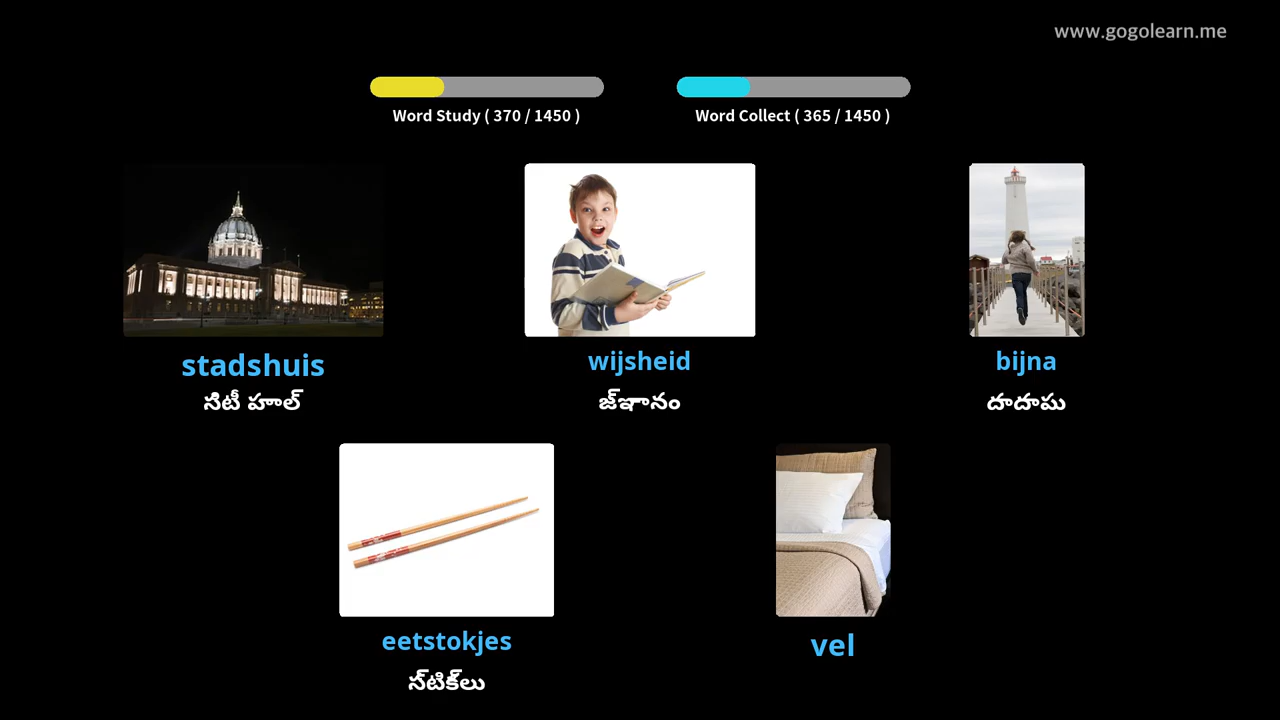 www.gogolearn.me
Word Study ( 370 / 1450 )
Word Collect ( 365 / 1450 )
stadshuis
సిటీ హాల్
wijsheid
జ్ఞానం
bijna
దాదాపు
eetstokjes
స్టిక్‌లు
vel